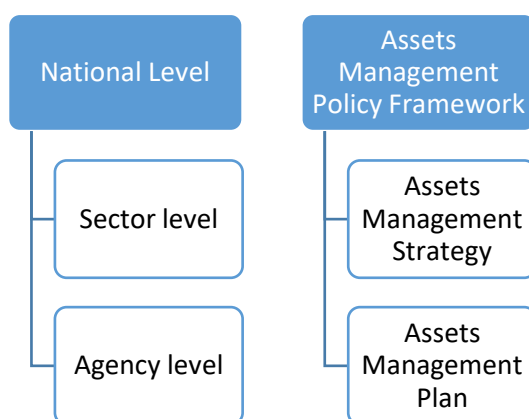 National Level
Sector level
Agency level
Assets
Management
Policy Framework
Assets
Management
Strategy
Assets
Management
Plan